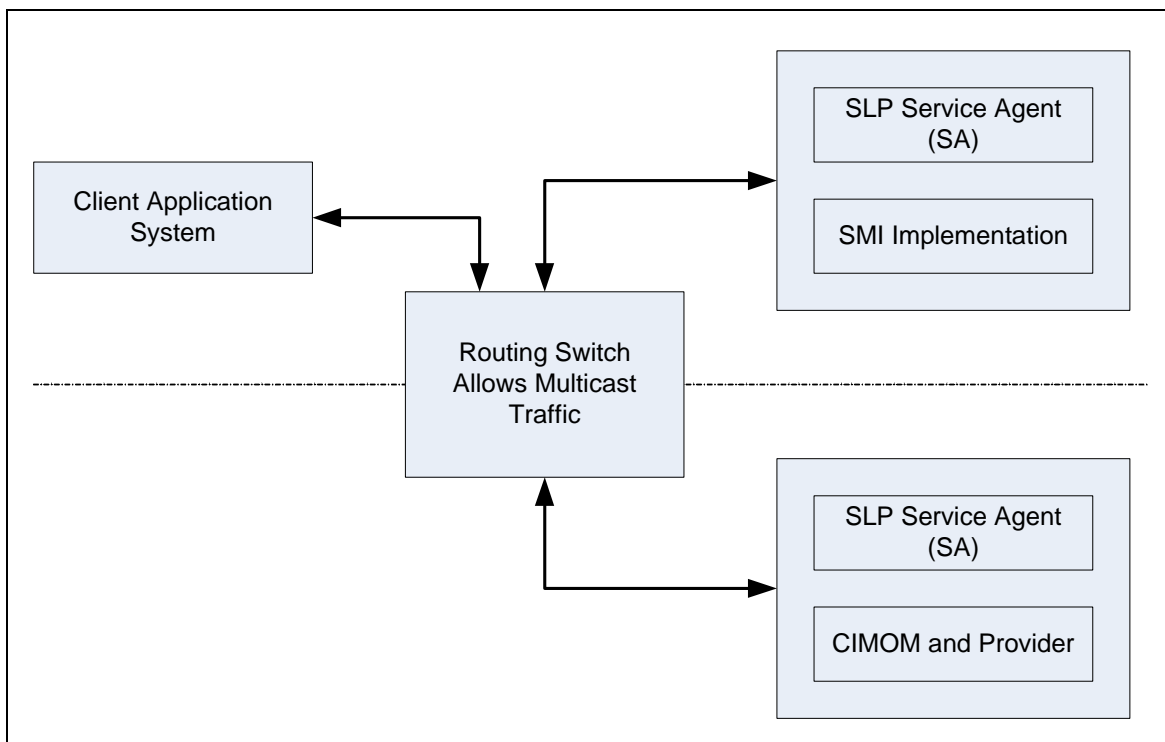 SLP Service Agent
(SA)
Client Application
System
SMI Implementation
Routing Switch
Allows Multicast
Traffic
SLP Service Agent
(SA)
CIMOM and Provider